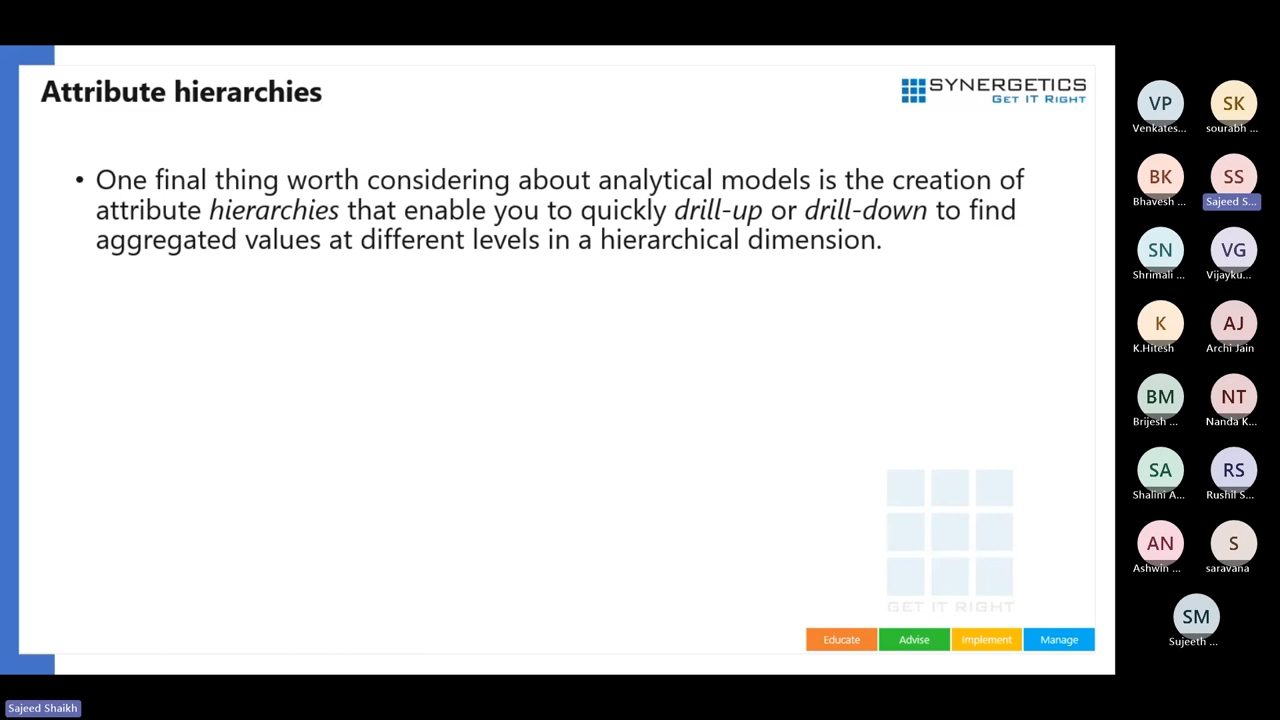 Attribute hierarchies
SYNERGETICS
GET IT RIGHT
• One final thing worth considering about analytical models is the creation of
attribute hierarchies that enable you to quickly drill-up or drill-down to find
aggregated values at different levels in a hierarchical dimension.
GET IT RIGHT
Educate Advise Implement Manage
VP SK
Venkates... sourabh ...
BK SS
Bhavesh ... Sajeed S...
SN VG
Shrimali ... Vijayku...
K AJ
K.Hitesh Archi Jain
BM NT
Brijesh ... Nanda K...
SA RS
Shalini A... Rushil S...
AN S
Ashwin ... saravana
SM
Sujeeth ...
Sajeed Shaikh